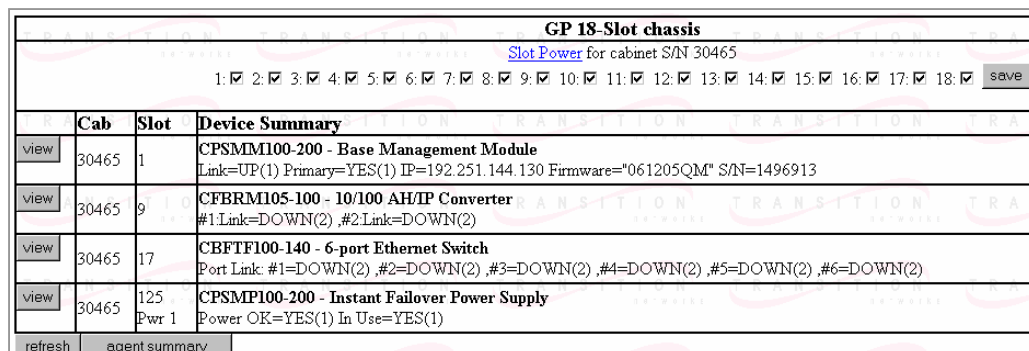 GP 18-Slot chassis
Slot Power for cabinet S/N 30465
1: 2: 3: 4: 5: 6: 7: 8: 9: 10: 11: 12: 13: 14: 15: 16: 17: 18: save
Cab Slot Device Summary
view 30465 1 CPSMM100-200 - Base Management Module
Link=UP(1) Primary=YES(1) IP=192.251.144.130 Firmware="061205QM" S/N=1496913
view 30465 9 CFBRM105-100 - 10/100 AH/IP Converter
#1:Link=DOWN(2) ,#2:Link=DOWN(2)
view 30465 17 CBFTF100-140 - 6-port Ethernet Switch
Port Link: #1=DOWN(2) ,#2=DOWN(2) ,#3=DOWN(2) ,#4=DOWN(2) ,#5=DOWN(2) ,#6=DOWN(2)
view 30465 125 CPSMP100-200 - Instant Failover Power Supply
Pwr 1 Power OK=YES(1) In Use=YES(1)
refresh agent summary